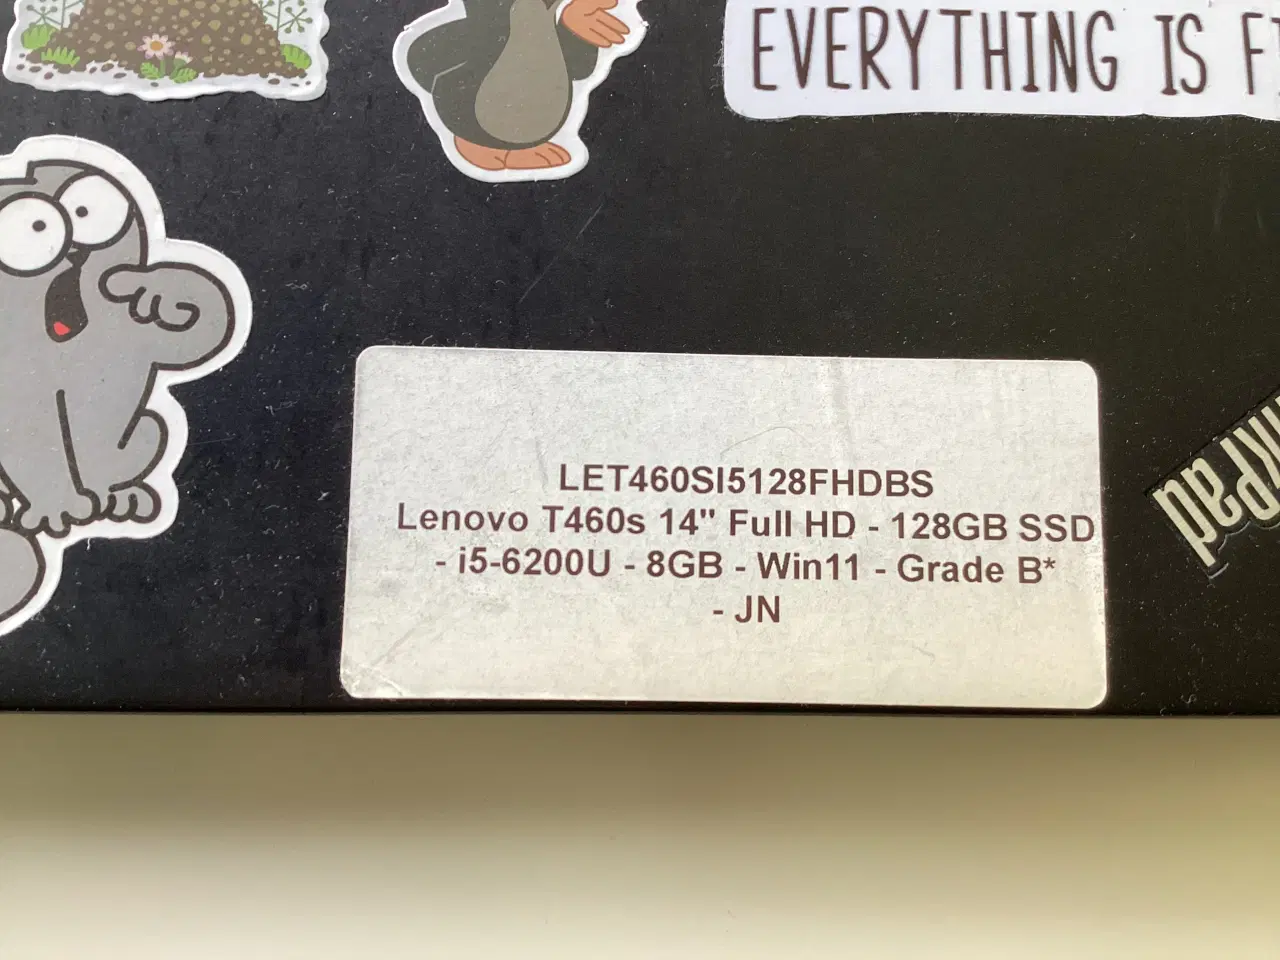 EVERYTHING IS
LET460SI5128FHDBS
Lenovo T460s 14" Full HD - 128GB SSD
- i5-6200U - 8GB - Win11 - Grade B*
- JN